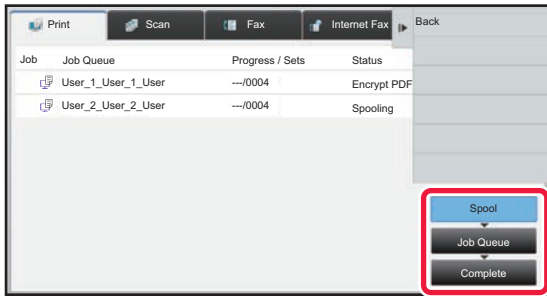 Print Scan Fax Internet Fax Back
Job Job Queue Progress / Sets Status
User_1_User_1_User ---/0004 Encrypt PDF
User_2_User_2_User ---/0004 Spooling
Spool
Job Queue
Complete